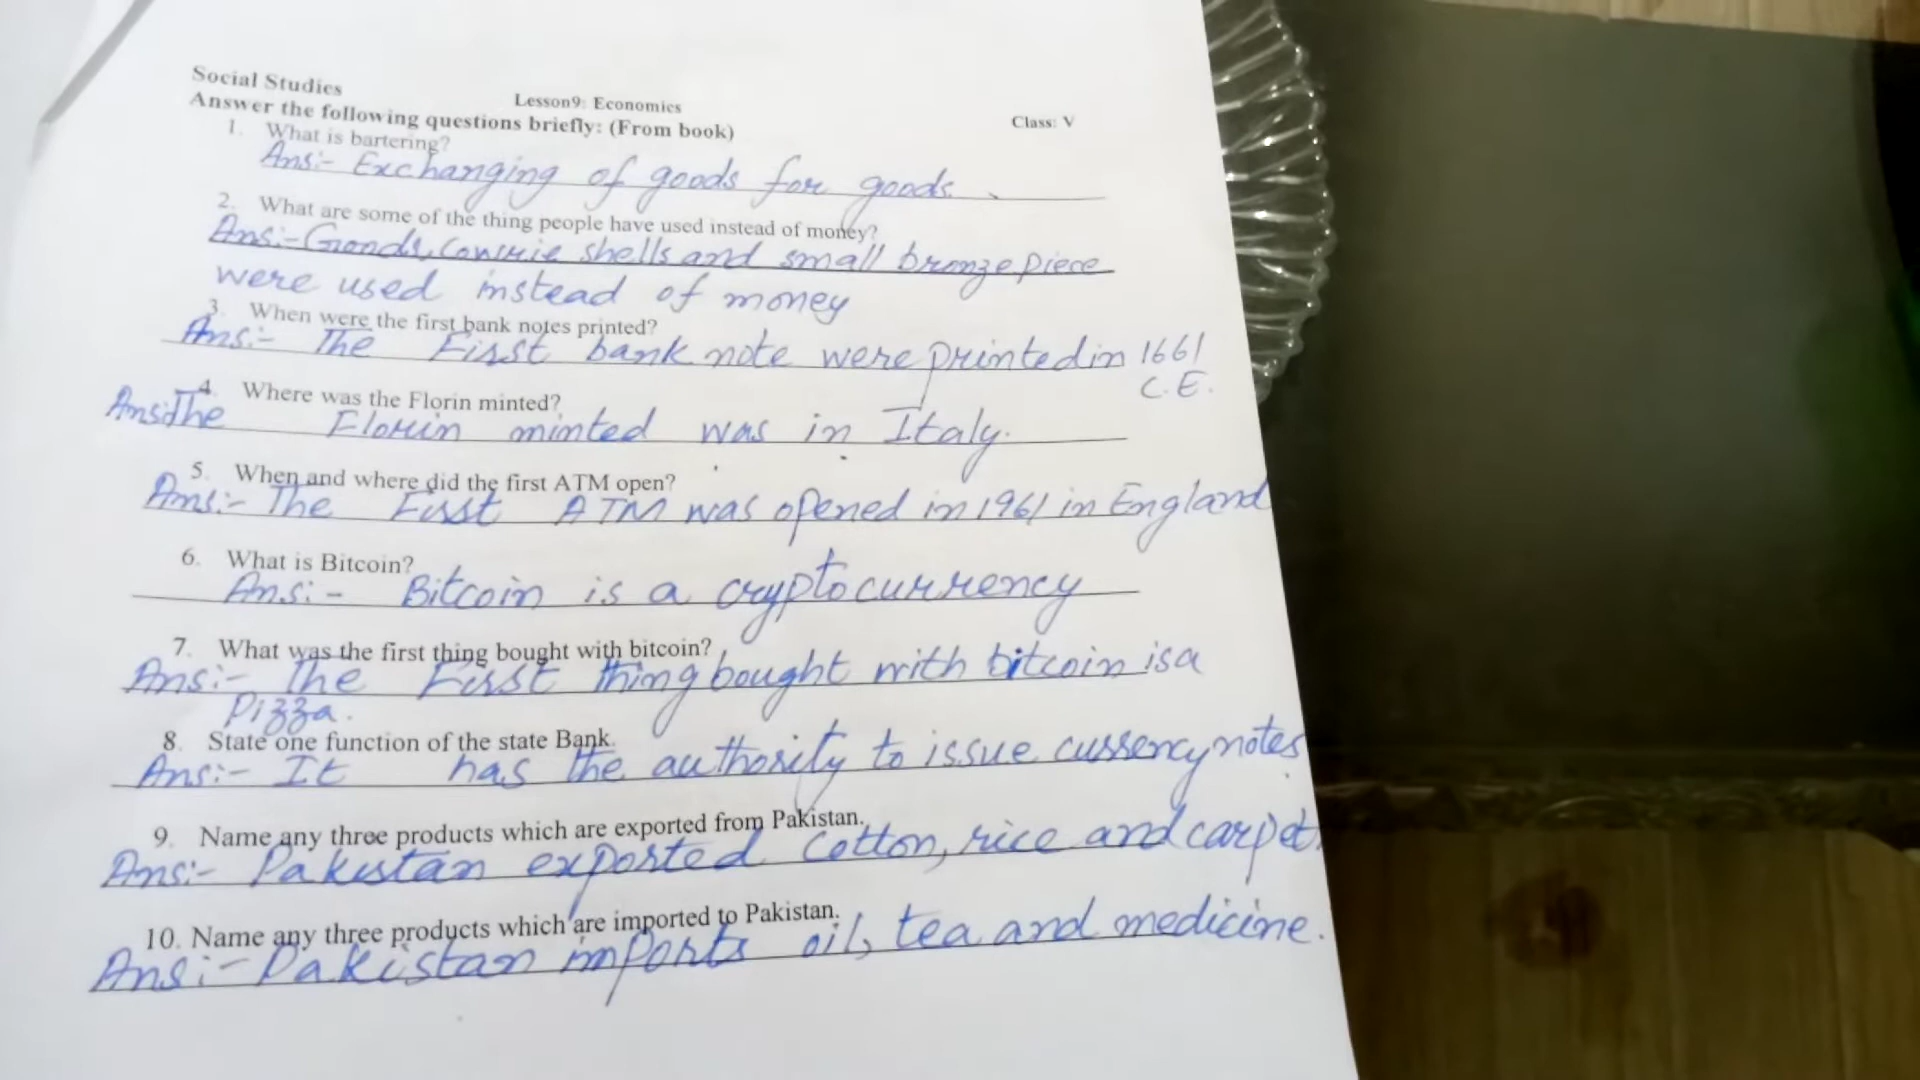 Social Studies
Lesson9: Economics
Class: V
Answer the following questions briefly: (From book)
1. What is bartering?
Ans:- Exchanging of goods for goods.
2. What are some of the thing people have used instead of money?
Ans:- Goods, Cowrie shells and small bronze piece
were used instead of money
3. When were the first bank notes printed?
Ans:- The First bank note were printed in 1661
C.E.
4. Where was the Florin minted?
Ans: The Florin minted was in Italy.
5. When and where did the first ATM open?
Ans:- The First ATM was opened in 1961 in England
6. What is Bitcoin?
Ans:- Bitcoin is a cryptocurrency
7. What was the first thing bought with bitcoin?
Ans:- The First thing bought with bitcoin is a
Pizza.
8. State one function of the state Bank.
Ans:- It has the authority to issue currency notes
9. Name any three products which are exported from Pakistan.
Ans:- Pakistan exported cotton, rice and carpet.
10. Name any three products which are imported to Pakistan.
Ans:- Pakistan imports oil, tea and medicine.